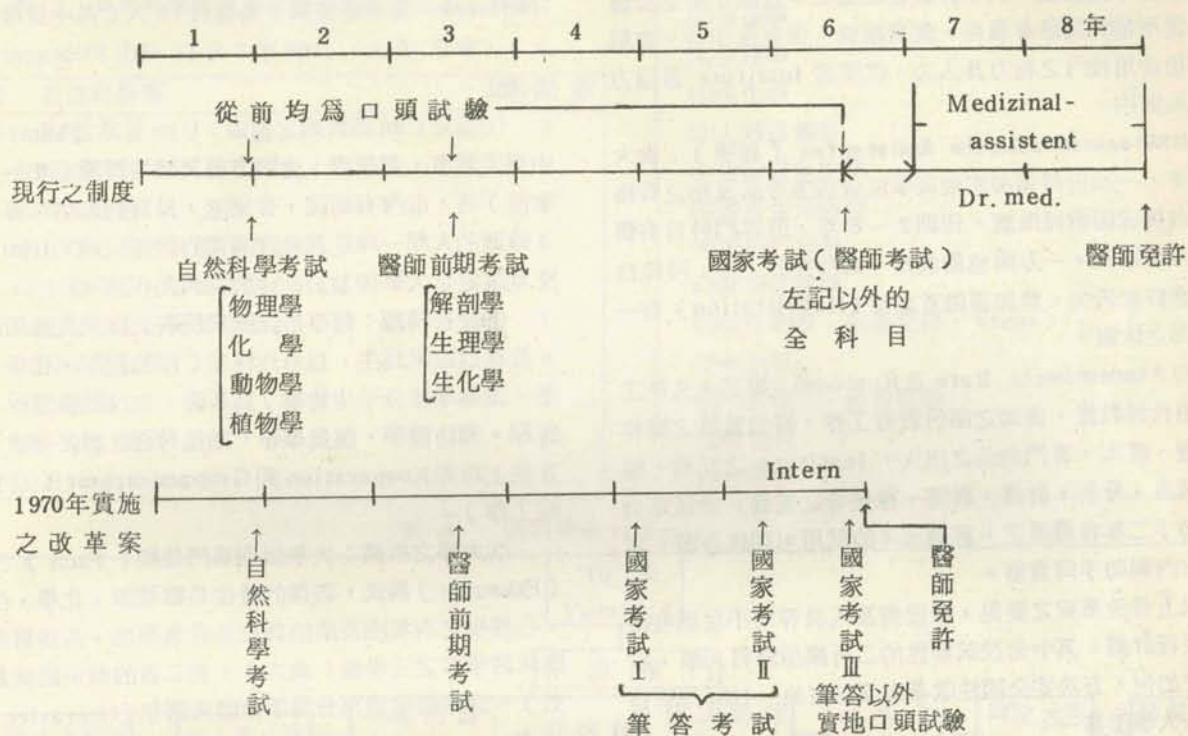 1 2 3 4 5 6 7 8年
從前均爲口頭試驗
Medizinal-
assistent
現行之制度
Dr. med.
自然科學考試
物理學
化學
動物學
植物學
醫師前期考試
解剖學
生理學
生化學
國家考試(醫師考試)
左記以外的
全科目
醫師免許
Intern
1970年實施
之改革案
自然科學考試
醫師前期考試
國家考試I
國家考試II
國家考試III
醫師免許
筆答考試
筆答以外
實地口頭試驗